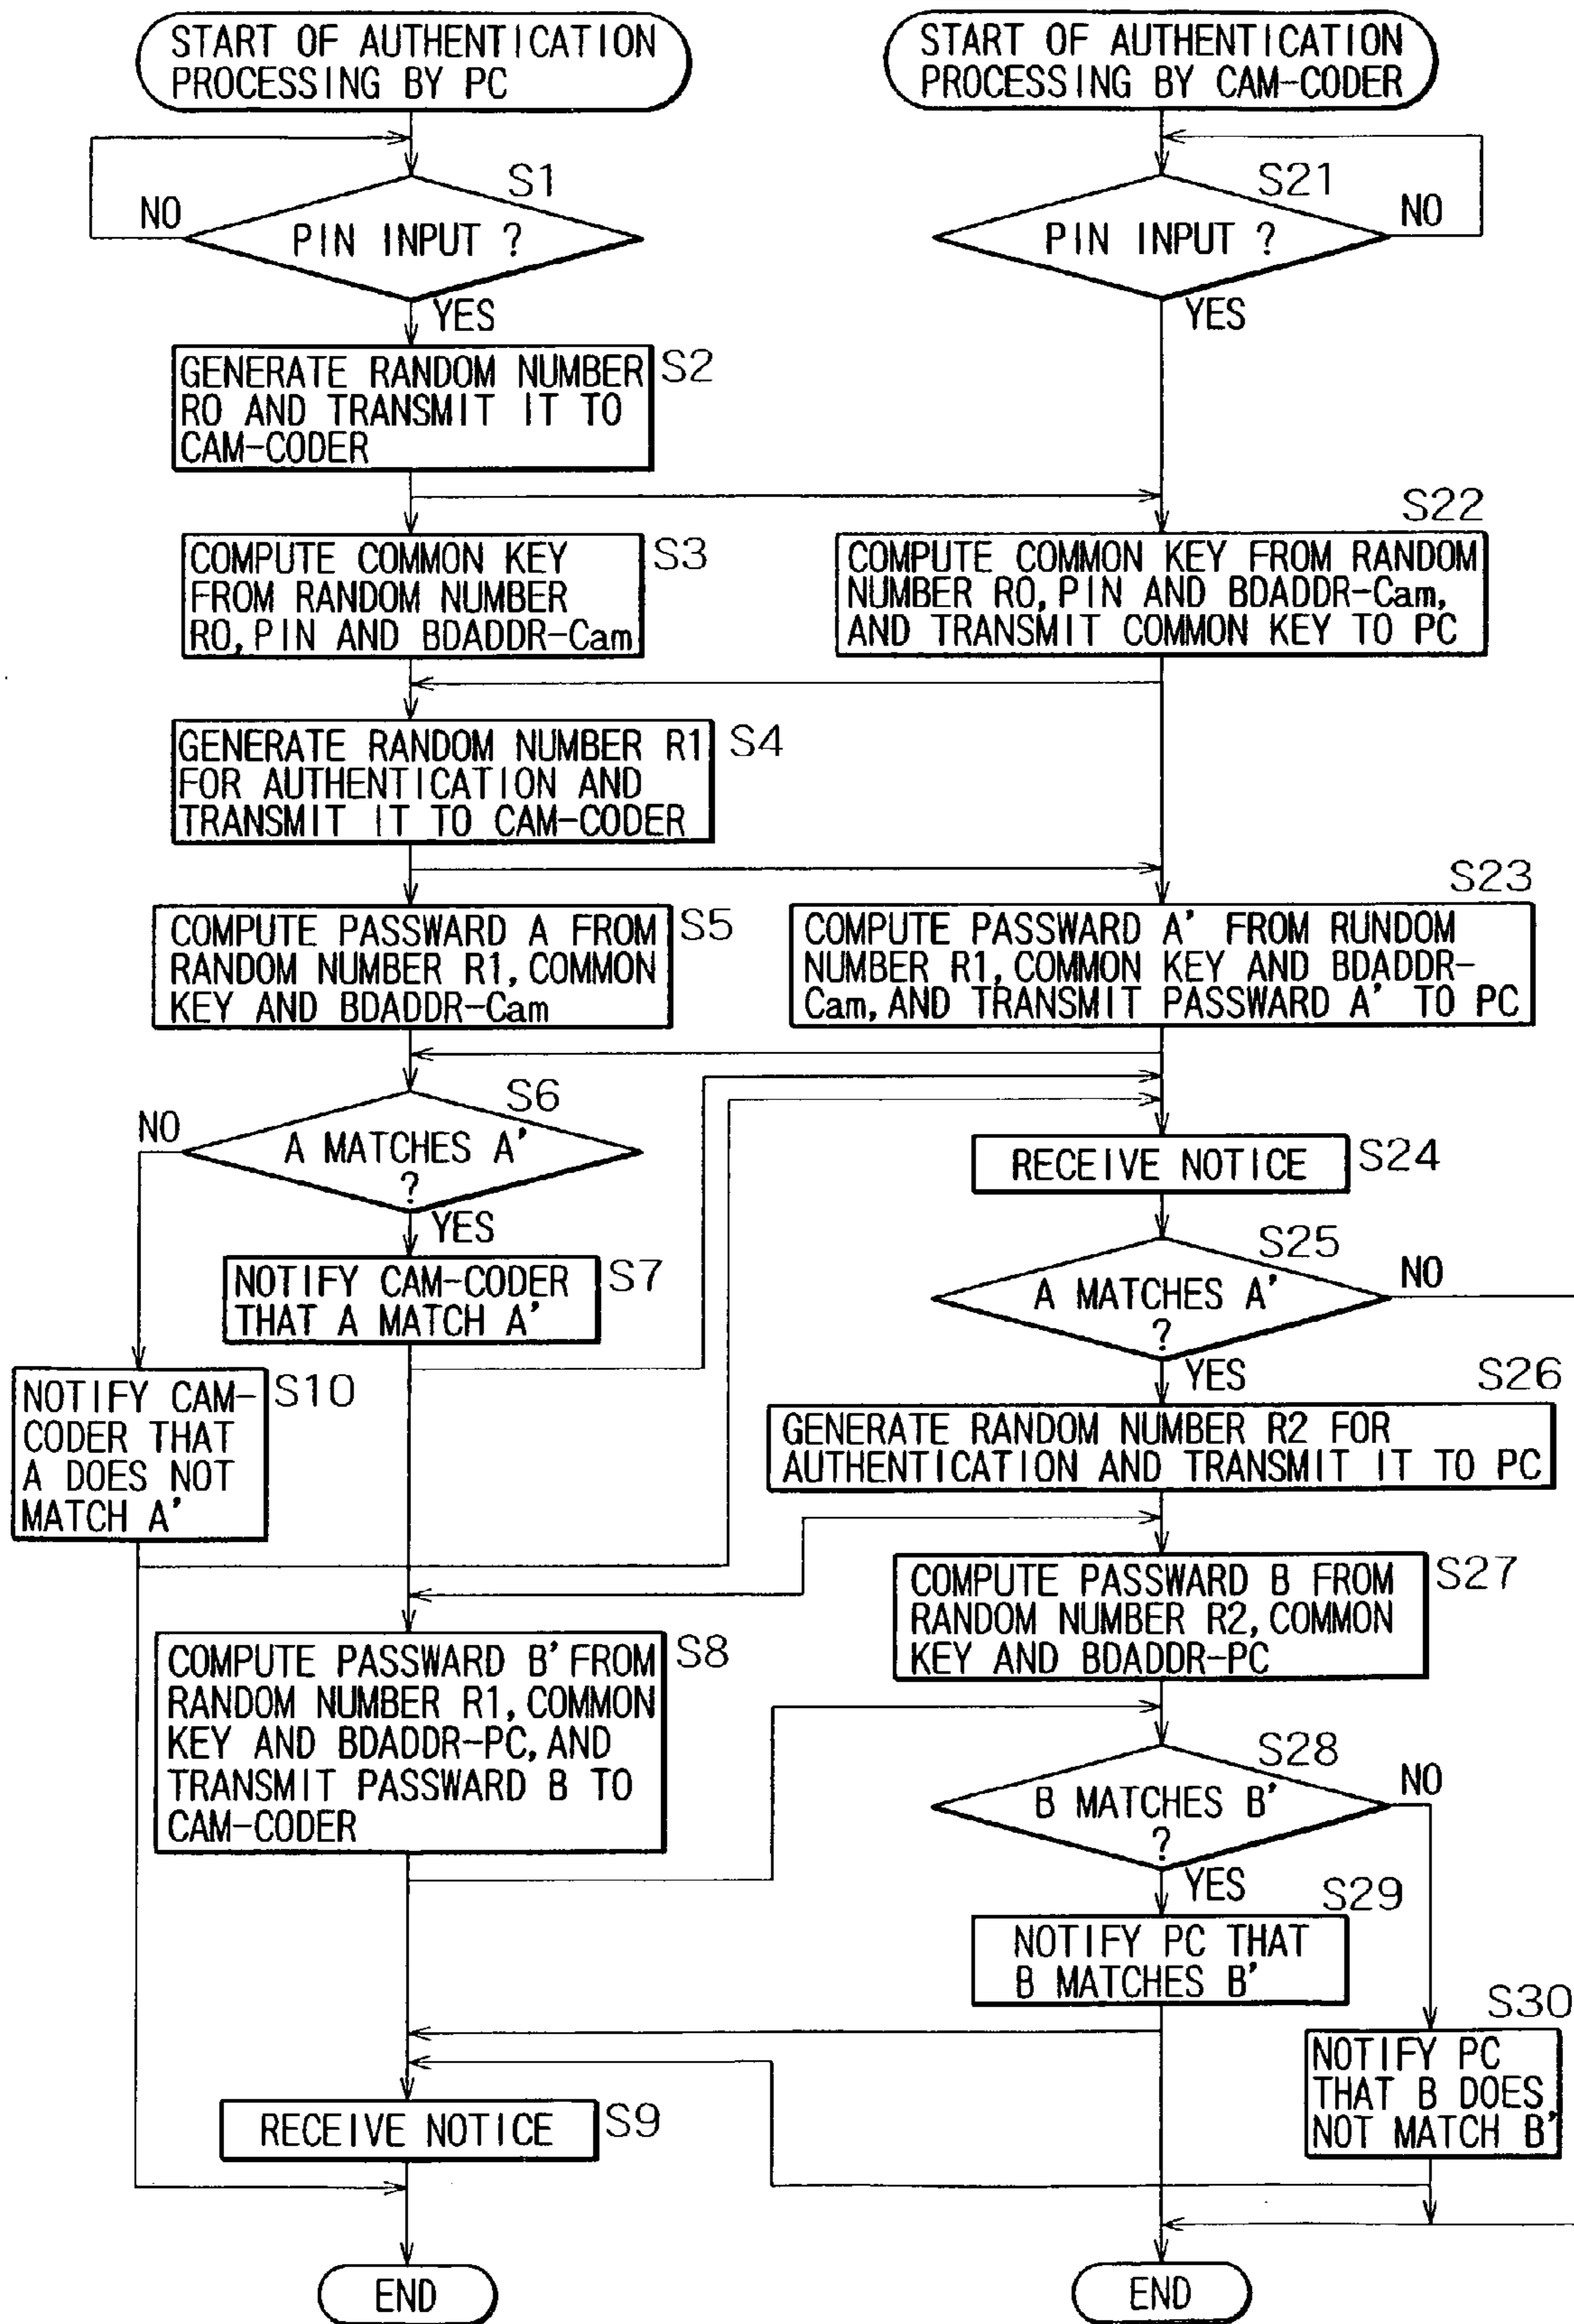 START OF AUTHENTICATION
PROCESSING BY PC
S1
NO
PIN INPUT ?
YES
GENERATE RANDOM NUMBER
R0 AND TRANSMIT IT TO
CAM-CODER
S2
COMPUTE COMMON KEY
FROM RANDOM NUMBER
R0, PIN AND BDADDR-Cam
S3
GENERATE RANDOM NUMBER R1
FOR AUTHENTICATION AND
TRANSMIT IT TO CAM-CODER
S4
COMPUTE PASSWARD A FROM
RANDOM NUMBER R1, COMMON
KEY AND BDADDR-Cam
S5
S6
NO
A MATCHES A'
?
YES
NOTIFY CAM-CODER
THAT A MATCH A'
S7
NOTIFY CAM-
CODER THAT
A DOES NOT
MATCH A'
S10
COMPUTE PASSWARD B' FROM
RANDOM NUMBER R1, COMMON
KEY AND BDADDR-PC, AND
TRANSMIT PASSWARD B TO
CAM-CODER
S8
RECEIVE NOTICE
S9
END
START OF AUTHENTICATION
PROCESSING BY CAM-CODER
S21
NO
PIN INPUT ?
YES
S22
COMPUTE COMMON KEY FROM RANDOM
NUMBER R0, PIN AND BDADDR-Cam,
AND TRANSMIT COMMON KEY TO PC
S23
COMPUTE PASSWARD A' FROM RUNDOM
NUMBER R1, COMMON KEY AND BDADDR-
Cam, AND TRANSMIT PASSWARD A' TO PC
RECEIVE NOTICE
S24
S25
NO
A MATCHES A'
?
YES
S26
GENERATE RANDOM NUMBER R2 FOR
AUTHENTICATION AND TRANSMIT IT TO PC
COMPUTE PASSWARD B FROM
RANDOM NUMBER R2, COMMON
KEY AND BDADDR-PC
S27
S28
NO
B MATCHES B'
?
YES
S29
NOTIFY PC THAT
B MATCHES B'
S30
NOTIFY PC
THAT B DOES
NOT MATCH B'
END